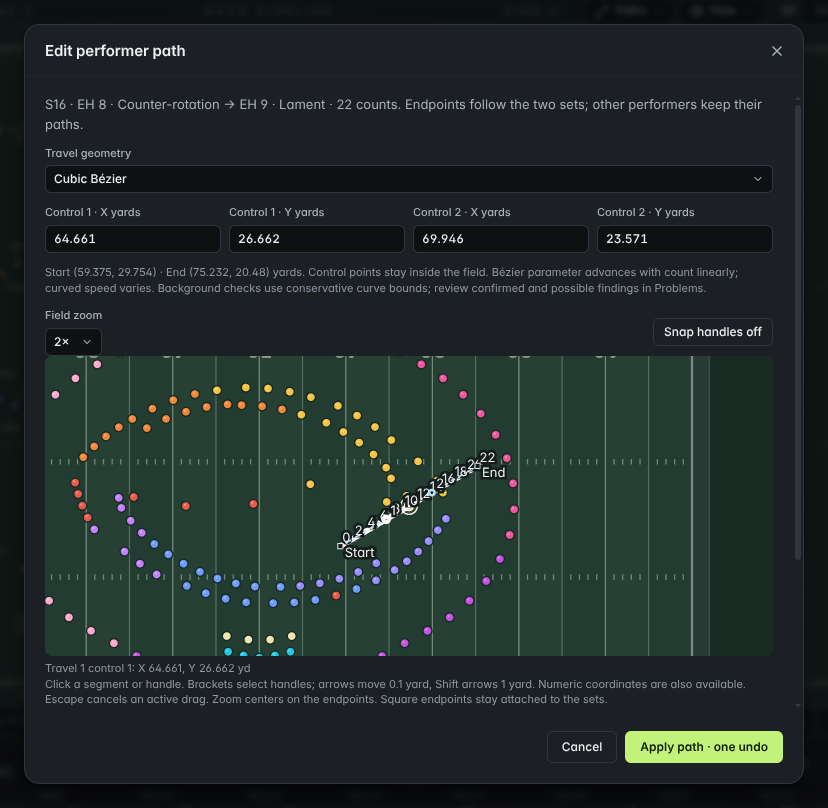 Edit performer path
S16 · EH 8 · Counter-rotation → EH 9 · Lament · 22 counts. Endpoints follow the two sets; other performers keep their
paths.
Travel geometry
Cubic Bézier
Control 1 · X yards
Control 1 · Y yards
Control 2 · X yards
Control 2 · Y yards
64.661
26.662
69.946
23.571
Start (59.375, 29.754) · End (75.232, 20.48) yards. Control points stay inside the field. Bézier parameter advances with count linearly;
curved speed varies. Background checks use conservative curve bounds; review confirmed and possible findings in Problems.
Field zoom
2×
Snap handles off
22
End
12
10
4
2
0
Start
Travel 1 control 1: X 64.661, Y 26.662 yd
Click a segment or handle. Brackets select handles; arrows move 0.1 yard, Shift arrows 1 yard. Numeric coordinates are also available.
Escape cancels an active drag. Zoom centers on the endpoints. Square endpoints stay attached to the sets.
Cancel
Apply path · one undo